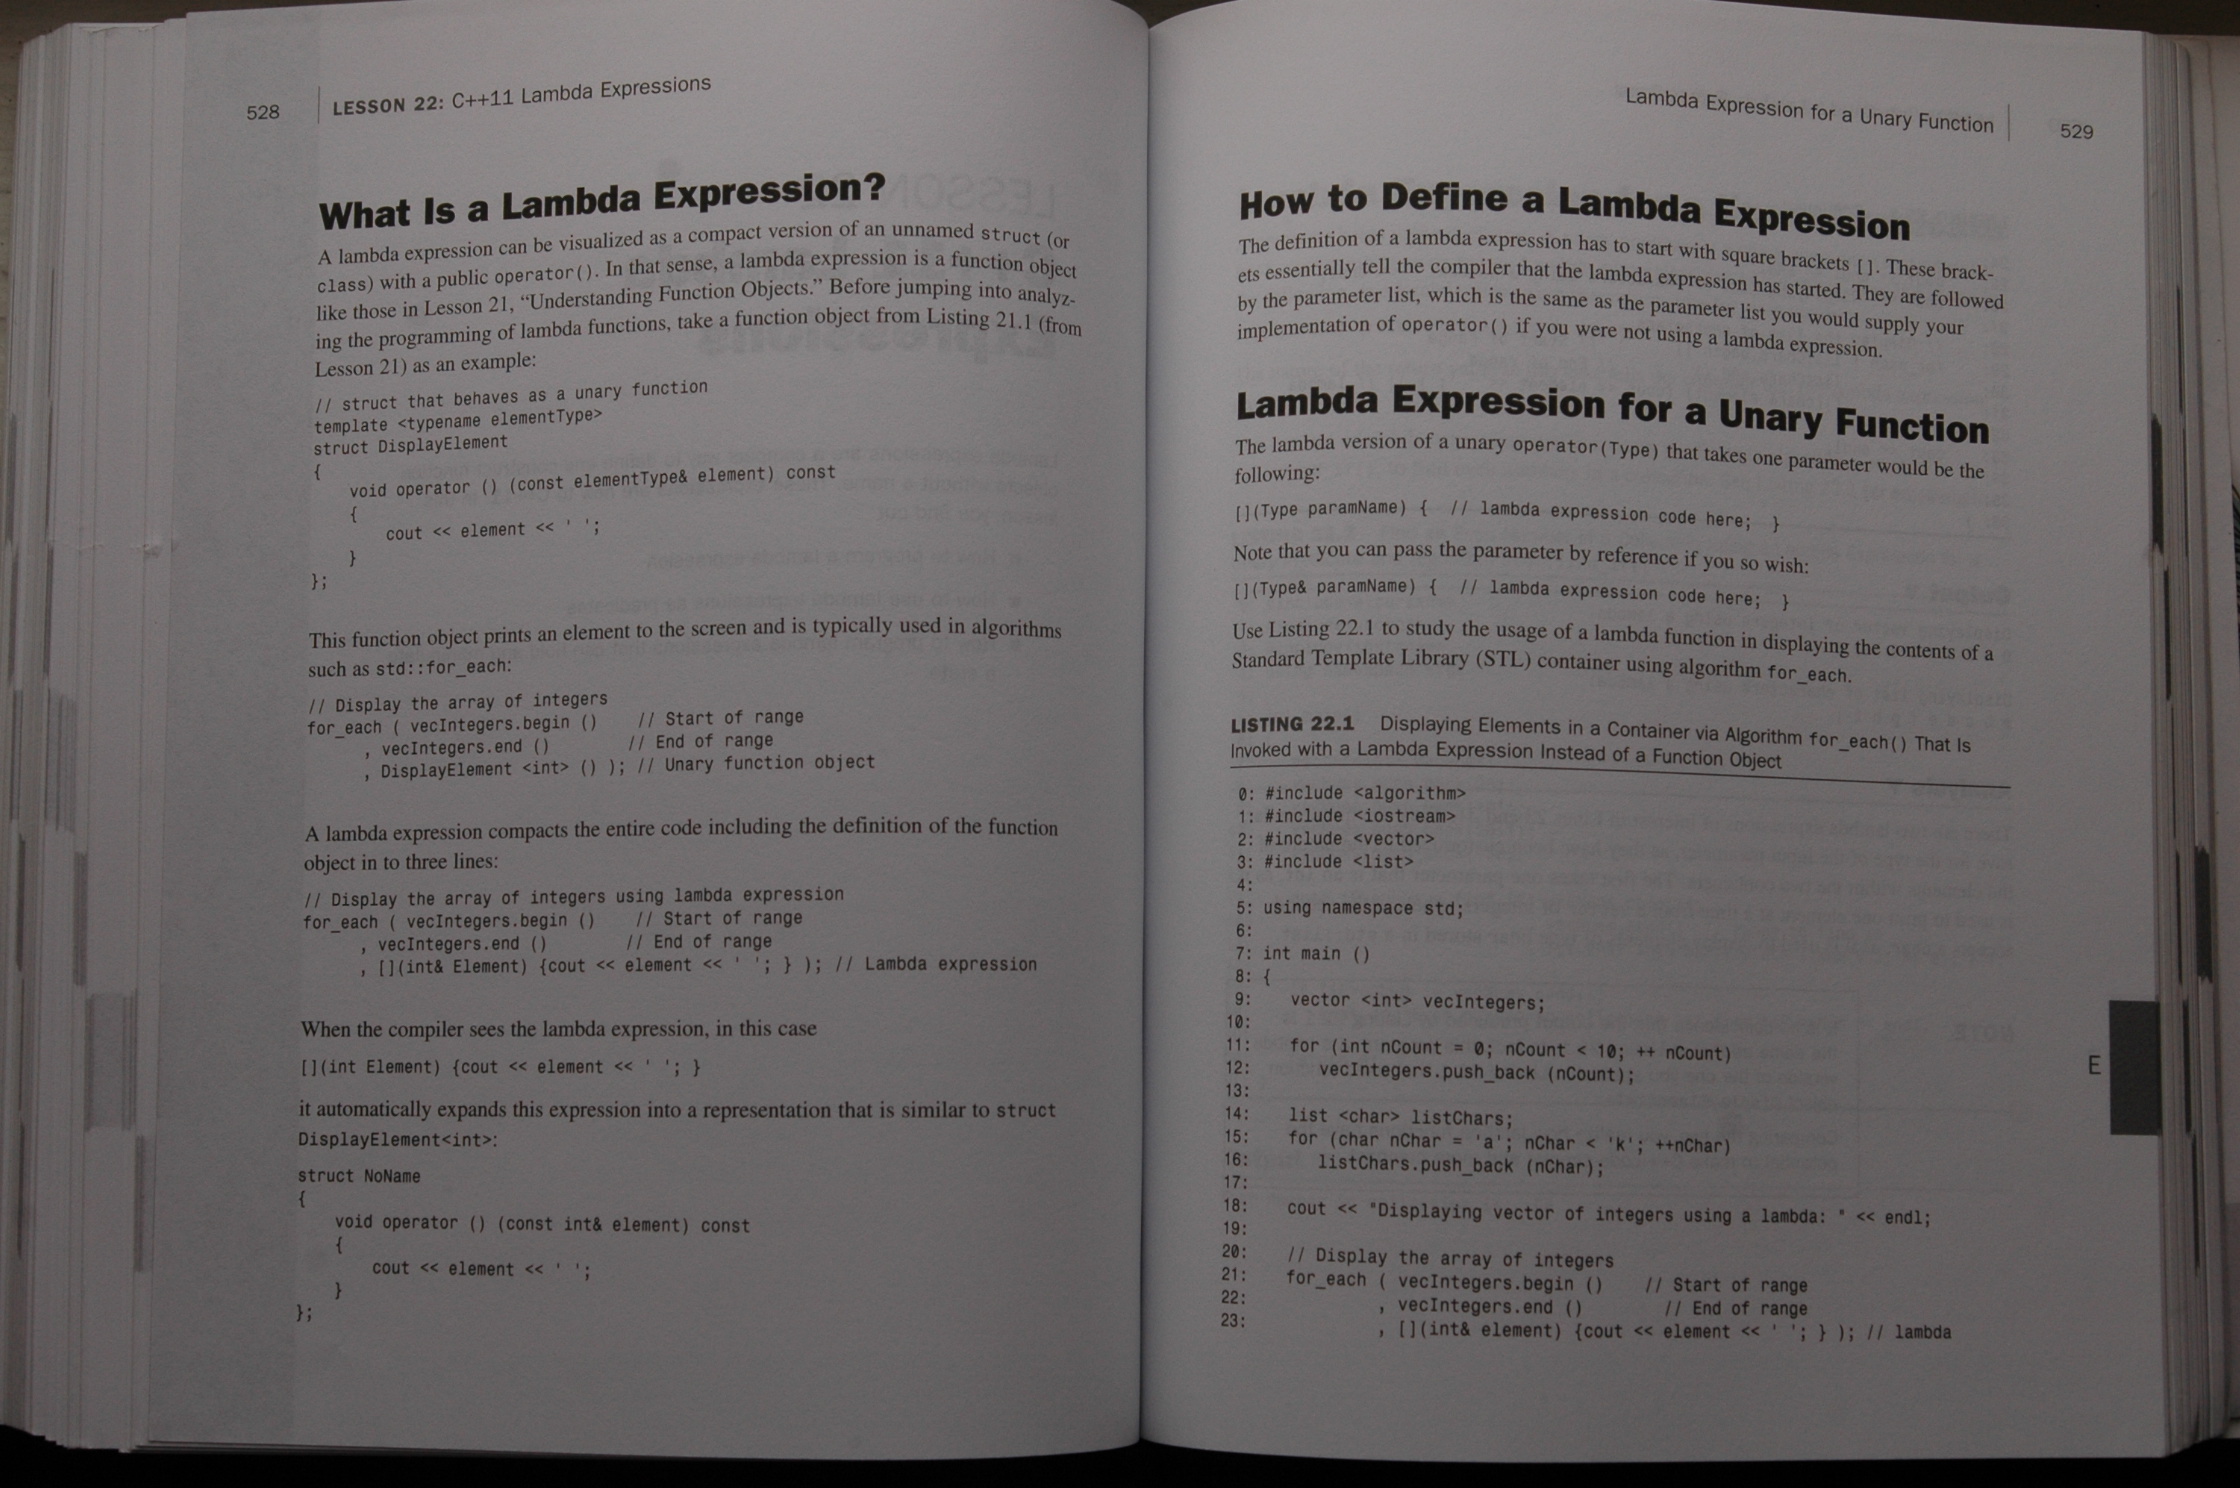 528 LESSON 22: C++11 Lambda Expressions
What Is a Lambda Expression?
A lambda expression can be visualized as a compact version of an unnamed struct (or
class) with a public operator(). In that sense, a lambda expression is a function object
like those in Lesson 21, “Understanding Function Objects.” Before jumping into analyz-
ing the programming of lambda functions, take a function object from Listing 21.1 (from
Lesson 21) as an example:
// struct that behaves as a unary function
template <typename elementType>
struct DisplayElement
{
    void operator () (const elementType& element) const
    {
        cout << element << ' ';
    }
};
This function object prints an element to the screen and is typically used in algorithms
such as std::for_each:
// Display the array of integers
for_each ( vecIntegers.begin ()    // Start of range
      , vecIntegers.end ()        // End of range
      , DisplayElement <int> () ); // Unary function object
A lambda expression compacts the entire code including the definition of the function
object in to three lines:
// Display the array of integers using lambda expression
for_each ( vecIntegers.begin ()    // Start of range
      , vecIntegers.end ()        // End of range
      , [](int& Element) {cout << element << ' '; } ); // Lambda expression
When the compiler sees the lambda expression, in this case
[](int Element) {cout << element << ' '; }
it automatically expands this expression into a representation that is similar to struct
DisplayElement<int>:
struct NoName
{
    void operator () (const int& element) const
    {
        cout << element << ' ';
    }
};
Lambda Expression for a Unary Function 529
How to Define a Lambda Expression
The definition of a lambda expression has to start with square brackets []. These brack-
ets essentially tell the compiler that the lambda expression has started. They are followed
by the parameter list, which is the same as the parameter list you would supply your
implementation of operator() if you were not using a lambda expression.
Lambda Expression for a Unary Function
The lambda version of a unary operator(Type) that takes one parameter would be the
following:
[](Type paramName) {  // lambda expression code here;  }
Note that you can pass the parameter by reference if you so wish:
[](Type& paramName) {  // lambda expression code here;  }
Use Listing 22.1 to study the usage of a lambda function in displaying the contents of a
Standard Template Library (STL) container using algorithm for_each.
LISTING 22.1 Displaying Elements in a Container via Algorithm for_each() That Is
Invoked with a Lambda Expression Instead of a Function Object
0: #include <algorithm>
1: #include <iostream>
2: #include <vector>
3: #include <list>
4:
5: using namespace std;
6:
7: int main ()
8: {
9:    vector <int> vecIntegers;
10:
11:    for (int nCount = 0; nCount < 10; ++ nCount)
12:       vecIntegers.push_back (nCount);
13:
14:    list <char> listChars;
15:    for (char nChar = 'a'; nChar < 'k'; ++nChar)
16:       listChars.push_back (nChar);
17:
18:    cout << "Displaying vector of integers using a lambda: " << endl;
19:
20:    // Display the array of integers
21:    for_each ( vecIntegers.begin ()    // Start of range
22:             , vecIntegers.end ()        // End of range
23:             , [](int& element) {cout << element << ' '; } ); // lambda
E